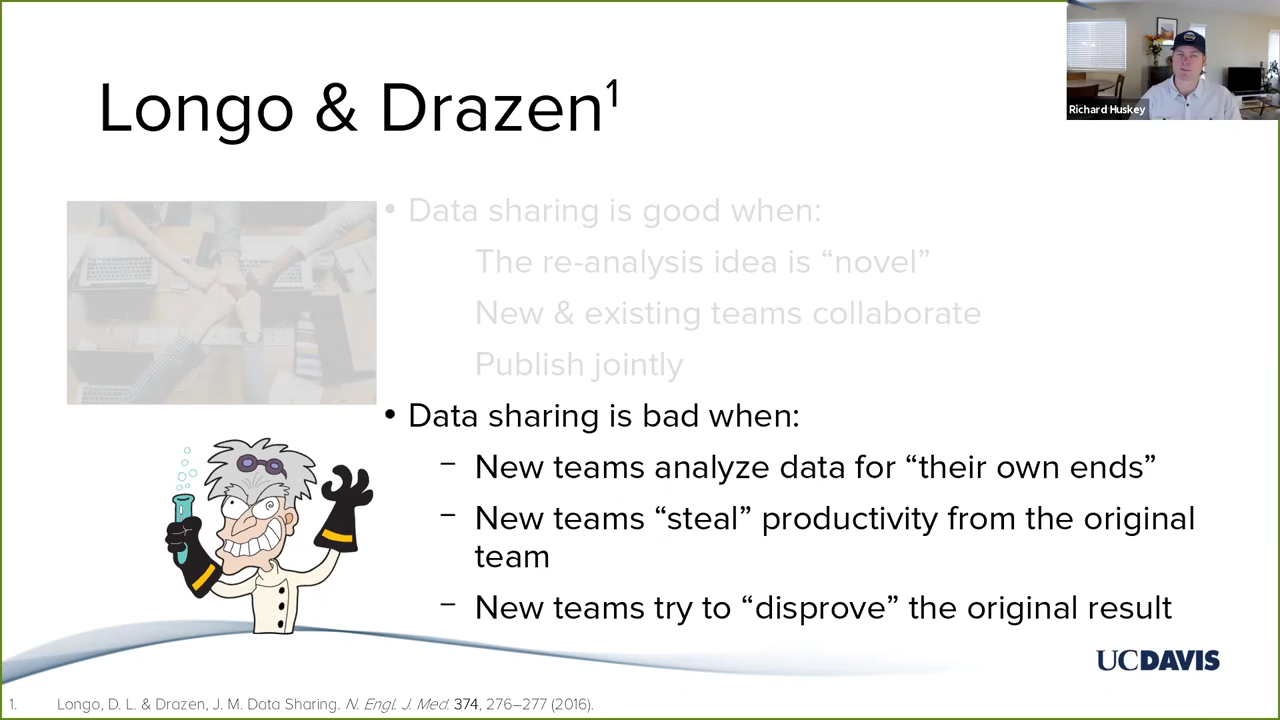 Longo & Drazen¹
Richard Huskey
• Data sharing is good when:
The re-analysis idea is “novel”
New & existing teams collaborate
Publish jointly
• Data sharing is bad when:
– New teams analyze data for “their own ends”
– New teams “steal” productivity from the original
team
– New teams try to “disprove” the original result
UCDAVIS
1. Longo, D. L. & Drazen, J. M. Data Sharing. N. Engl. J. Med. 374, 276–277 (2016).